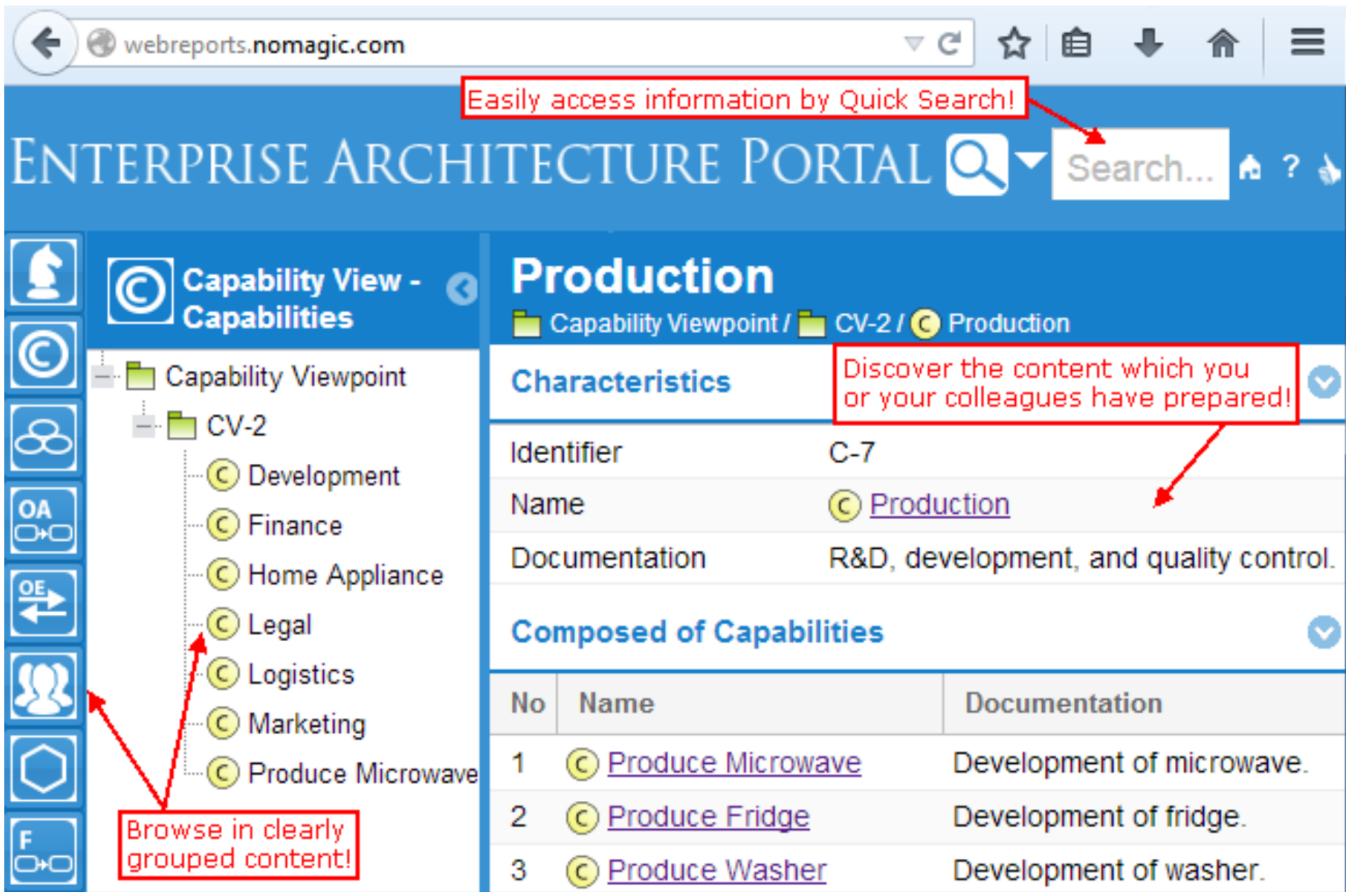 webreports.nomagic.com
Easily access information by Quick Search!
ENTERPRISE ARCHITECTURE PORTAL
Search...
?
Capability View -
Capabilities
Capability Viewpoint
CV-2
C Development
C Finance
C Home Appliance
C Legal
C Logistics
C Marketing
C Produce Microwave
Browse in clearly
grouped content!
C
OA
OE
F
Production
Capability Viewpoint / CV-2 / C Production
Characteristics
Discover the content which you
or your colleagues have prepared!
Identifier C-7
Name C Production
Documentation R&D, development, and quality control.
Composed of Capabilities
No Name Documentation
1 C Produce Microwave Development of microwave.
2 C Produce Fridge Development of fridge.
3 C Produce Washer Development of washer.